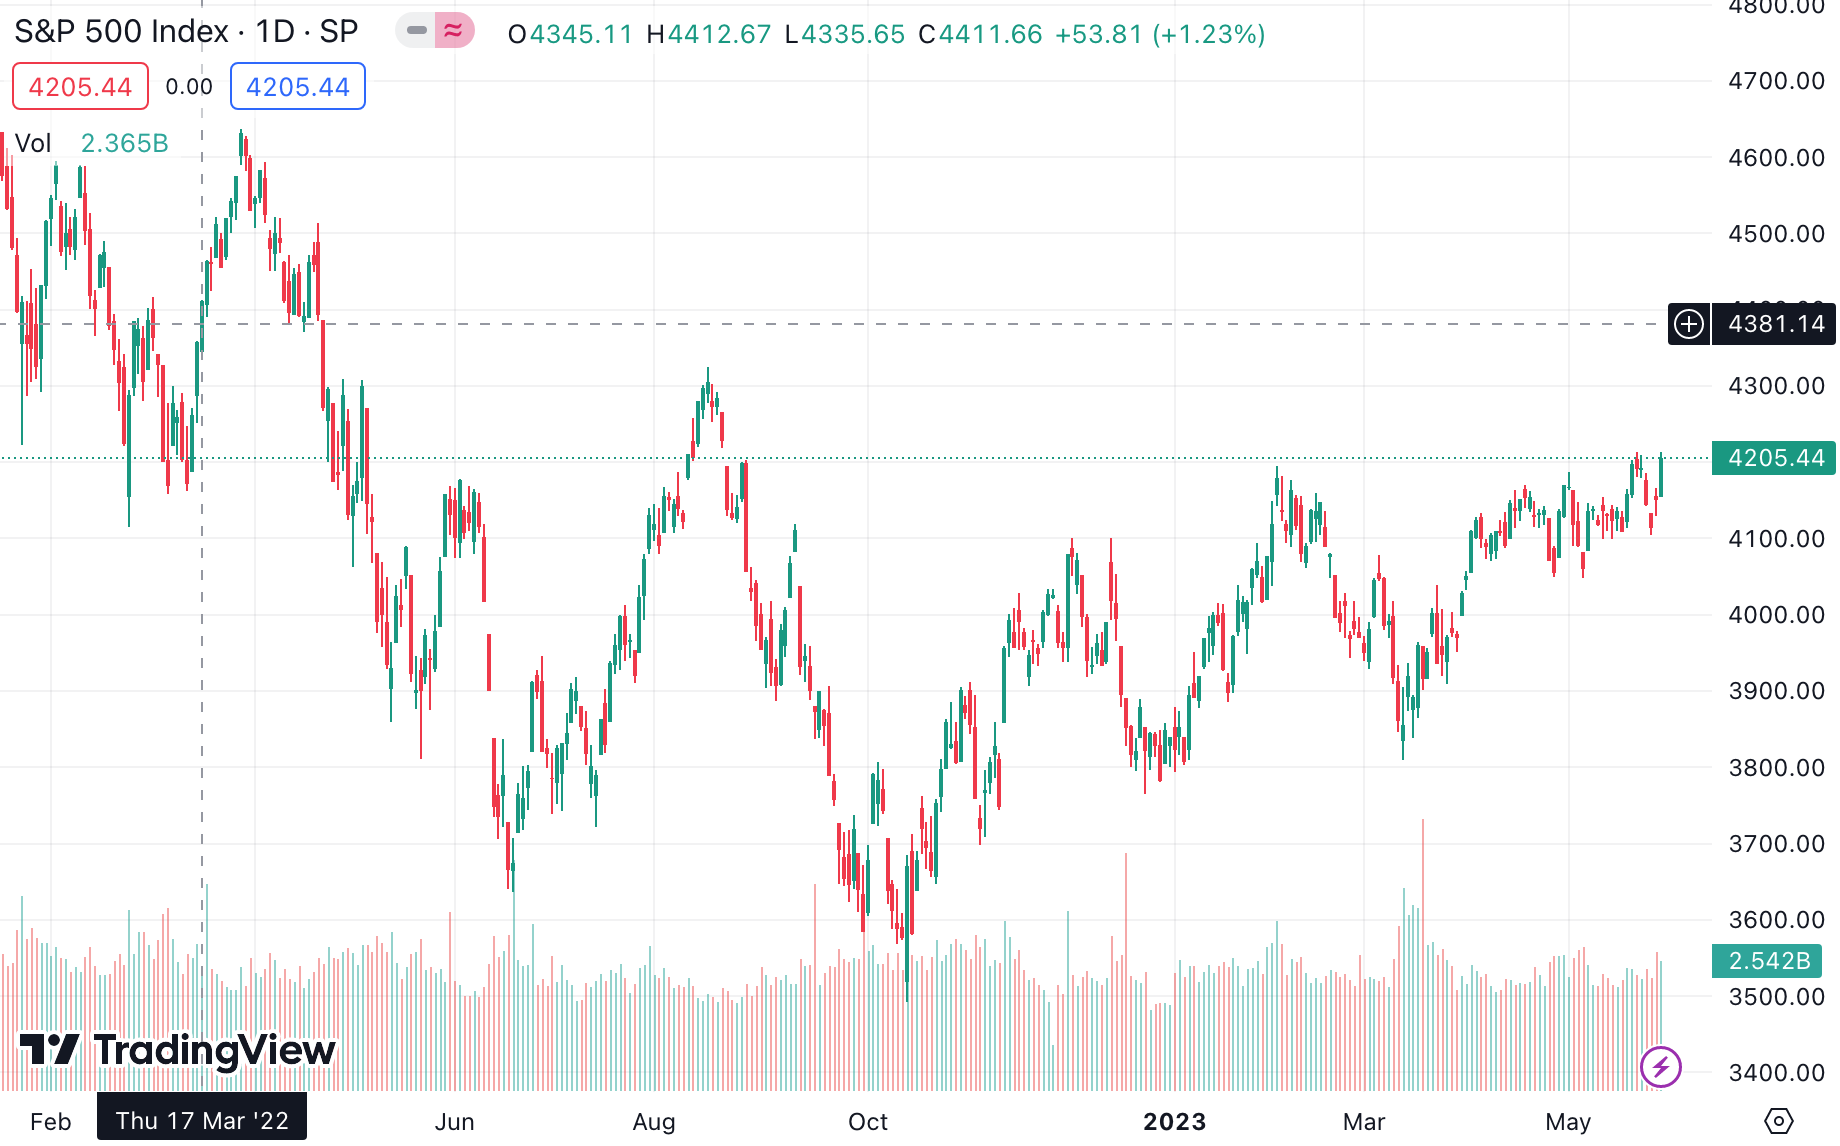 S&P 500 Index · 1D · SP
O4345.11 H4412.67 L4335.65 C4411.66 +53.81 (+1.23%)
4205.44 0.00 4205.44
Vol 2.365B
4800.00
4700.00
4600.00
4500.00
4381.14
4300.00
4205.44
4100.00
4000.00
3900.00
3800.00
3700.00
3600.00
2.542B
3500.00
3400.00
TradingView
Feb Thu 17 Mar '22 Jun Aug Oct 2023 Mar May